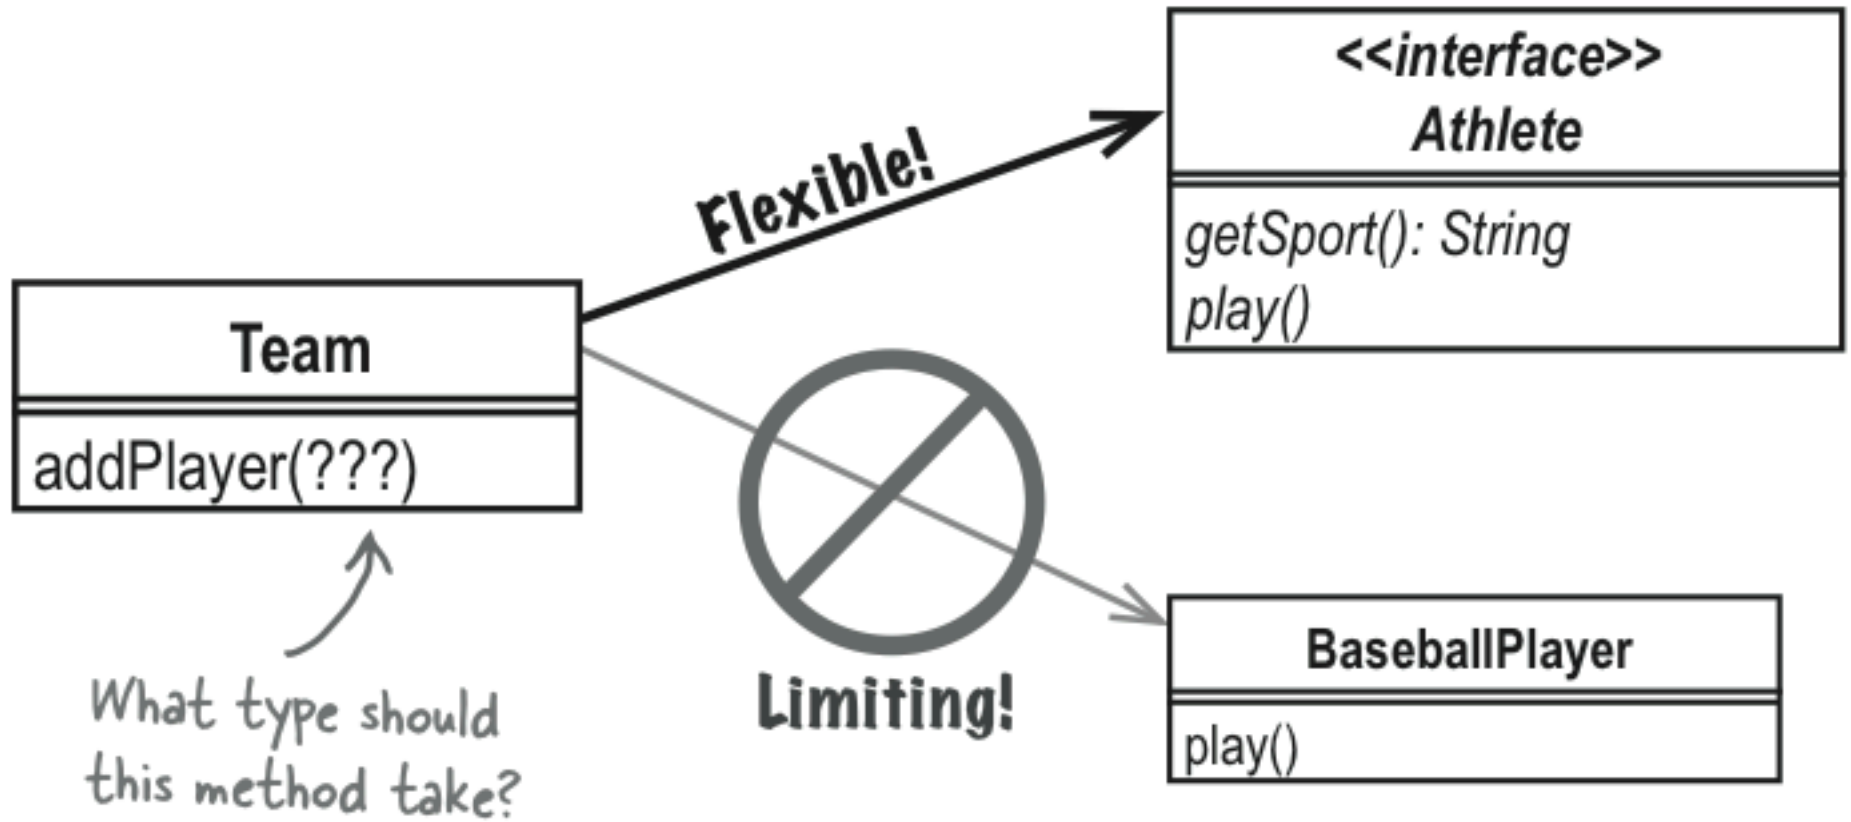 <<interface>>
Athlete
getSport(): String
play()
Flexible!
Team
addPlayer(???)
What type should
this method take?
Limiting!
BaseballPlayer
play()